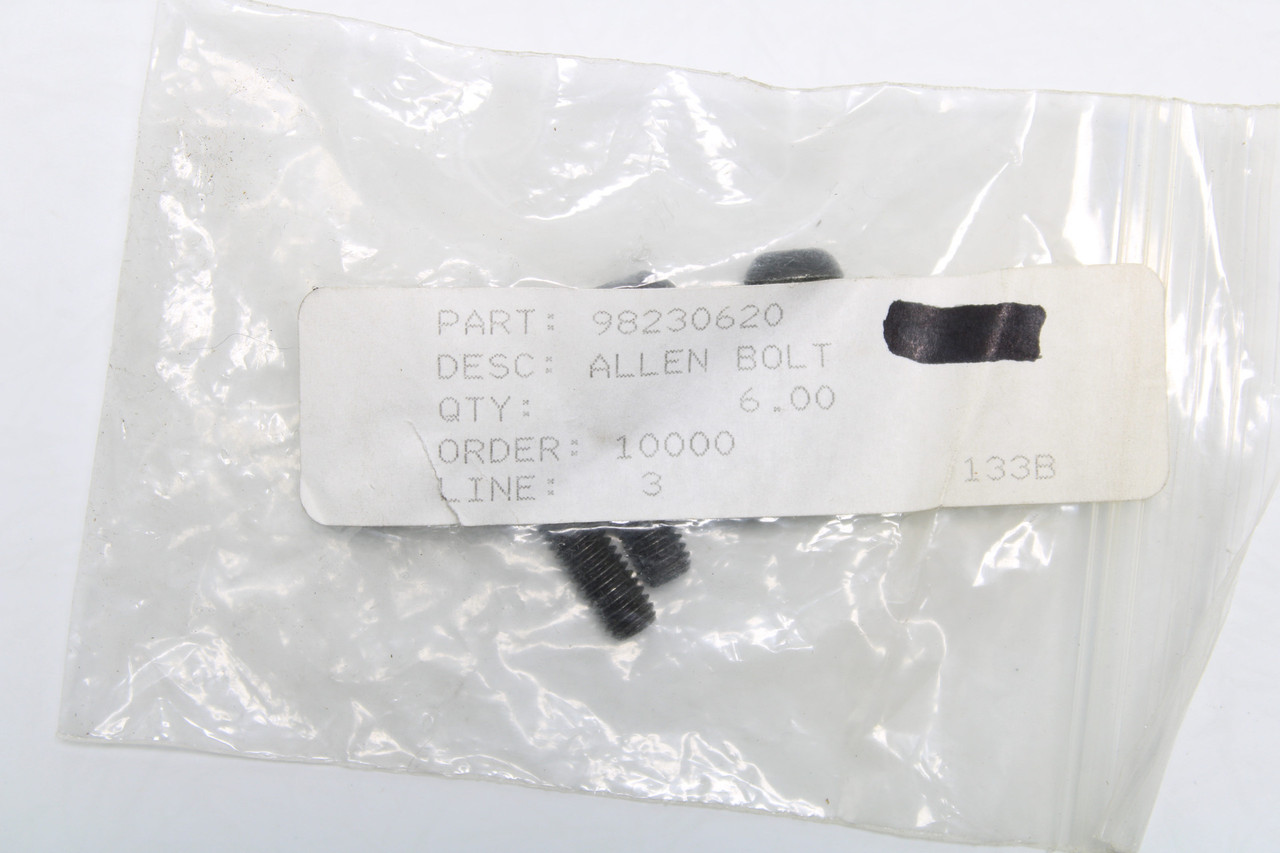 PART: 98230620
DESC: ALLEN BOLT
QTY: 6.00
ORDER: 10000
LINE: 3 133B